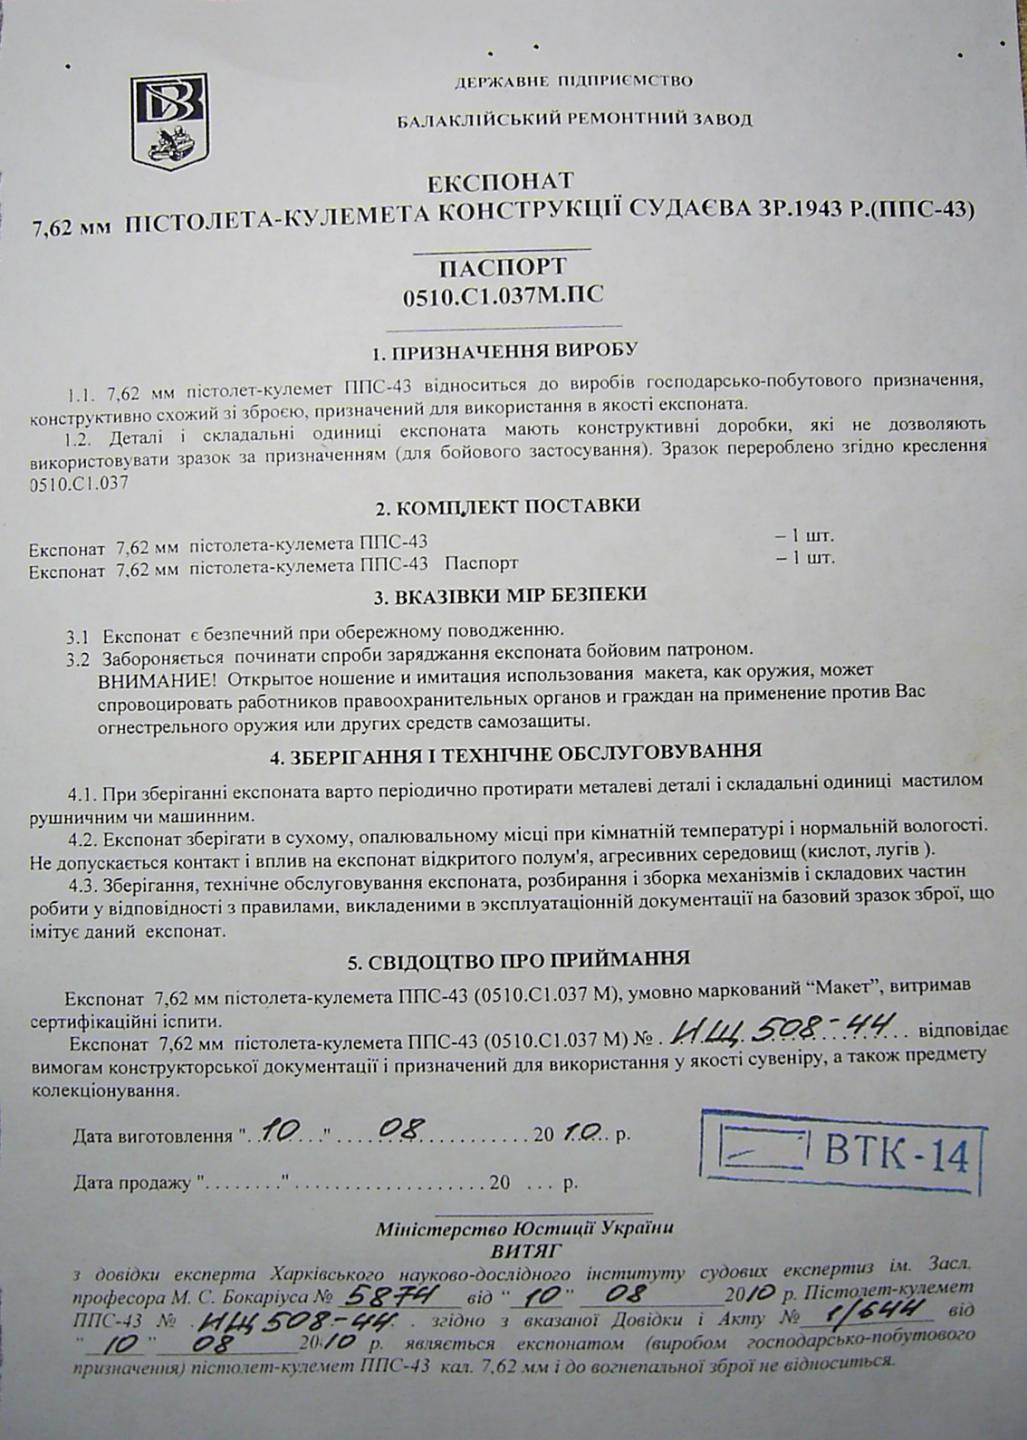 ДЕРЖАВНЕ ПІДПРИЄМСТВО
БАЛАКЛІЙСЬКИЙ РЕМОНТНИЙ ЗАВОД
ЕКСПОНАТ
7,62 мм ПІСТОЛЕТА-КУЛЕМЕТА КОНСТРУКЦІЇ СУДАЄВА ЗР.1943 Р.(ППС-43)
ПАСПОРТ
0510.С1.037М.ПС
1. ПРИЗНАЧЕННЯ ВИРОБУ
1.1. 7,62 мм пістолет-кулемет ППС-43 відноситься до виробів господарсько-побутового призначення,
конструктивно схожий зі зброєю, призначений для використання в якості експоната.
1.2. Деталі і складальні одиниці експоната мають конструктивні доробки, які не дозволяють
використовувати зразок за призначенням (для бойового застосування). Зразок перероблено згідно креслення
0510.С1.037
2. КОМПЛЕКТ ПОСТАВКИ
Експонат 7,62 мм пістолета-кулемета ППС-43 – 1 шт.
Експонат 7,62 мм пістолета-кулемета ППС-43 Паспорт – 1 шт.
3. ВКАЗІВКИ МІР БЕЗПЕКИ
3.1 Експонат є безпечний при обережному поводженню.
3.2 Забороняється починати спроби заряджання експоната бойовим патроном.
ВНИМАНИЕ! Открытое ношение и имитация использования макета, как оружия, может
спровоцировать работников правоохранительных органов и граждан на применение против Вас
огнестрельного оружия или других средств самозащиты.
4. ЗБЕРІГАННЯ І ТЕХНІЧНЕ ОБСЛУГОВУВАННЯ
4.1. При зберіганні експоната варто періодично протирати металеві деталі і складальні одиниці мастилом
рушничним чи машинним.
4.2. Експонат зберігати в сухому, опалювальному місці при кімнатній температурі і нормальній вологості.
Не допускається контакт і вплив на експонат відкритого полум'я, агресивних середовищ (кислот, лугів ).
4.3. Зберігання, технічне обслуговування експоната, розбирання і зборка механізмів і складових частин
робити у відповідності з правилами, викладеними в эксплуатаціонній документації на базовий зразок зброї, що
імітує даний експонат.
5. СВІДОЦТВО ПРО ПРИЙМАННЯ
Експонат 7,62 мм пістолета-кулемета ППС-43 (0510.С1.037 М), умовно маркований “Макет”, витримав
сертифікаційні іспити.
Експонат 7,62 мм пістолета-кулемета ППС-43 (0510.С1.037 М) № . ИЩ 508-44 . . відповідає
вимогам конструкторської документації і призначений для використання у якості сувеніру, а також предмету
колекціонування.
Дата виготовлення ". .10. . ." . . . . 08 . . . . . . . . . . . 20 10 . . р.
ВТК-14
Дата продажу ". . . . . . . ." . . . . . . . . . . . . . . . . . . . 20 . . . р.
Міністерство Юстиції України
ВИТЯГ
з довідки експерта Харківського науково-дослідного інституту судових експертиз ім. Засл.
професора М. С. Бокаріуса № 5874 від "10" 08 2010 р. Пістолет-кулемет
ППС-43 № . ИЩ 508-44 . згідно з вказаної Довідки і Акту № 1/644 від
"10" 08 2010 р. являється експонатом (виробом господарсько-побутового
призначення) пістолет-кулемет ППС-43 кал. 7,62 мм і до вогнепальної зброї не відноситься.